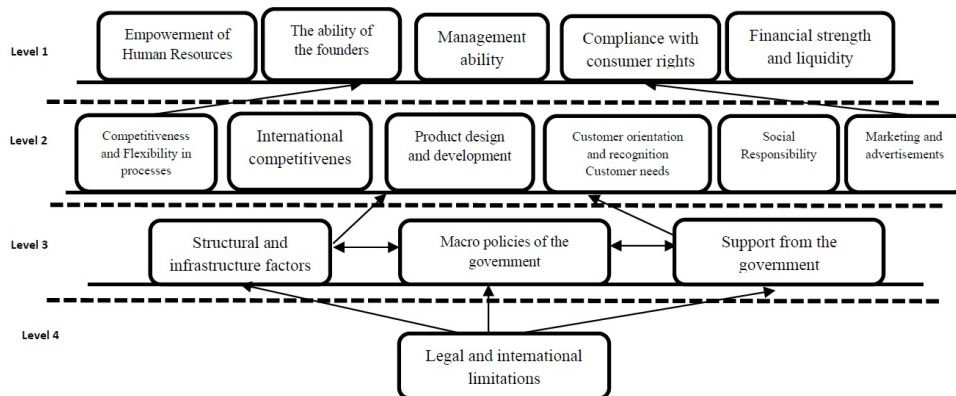 Level 1
Empowerment of
Human Resources
The ability of
the founders
Management
ability
Compliance with
consumer rights
Financial strength
and liquidity
Level 2
Competitiveness
and Flexibility in
processes
International
competitivenes
Product design
and development
Customer orientation
and recognition
Customer needs
Social
Responsibility
Marketing and
advertisements
Level 3
Structural and
infrastructure factors
Macro policies of the
government
Support from the
government
Level 4
Legal and international
limitations